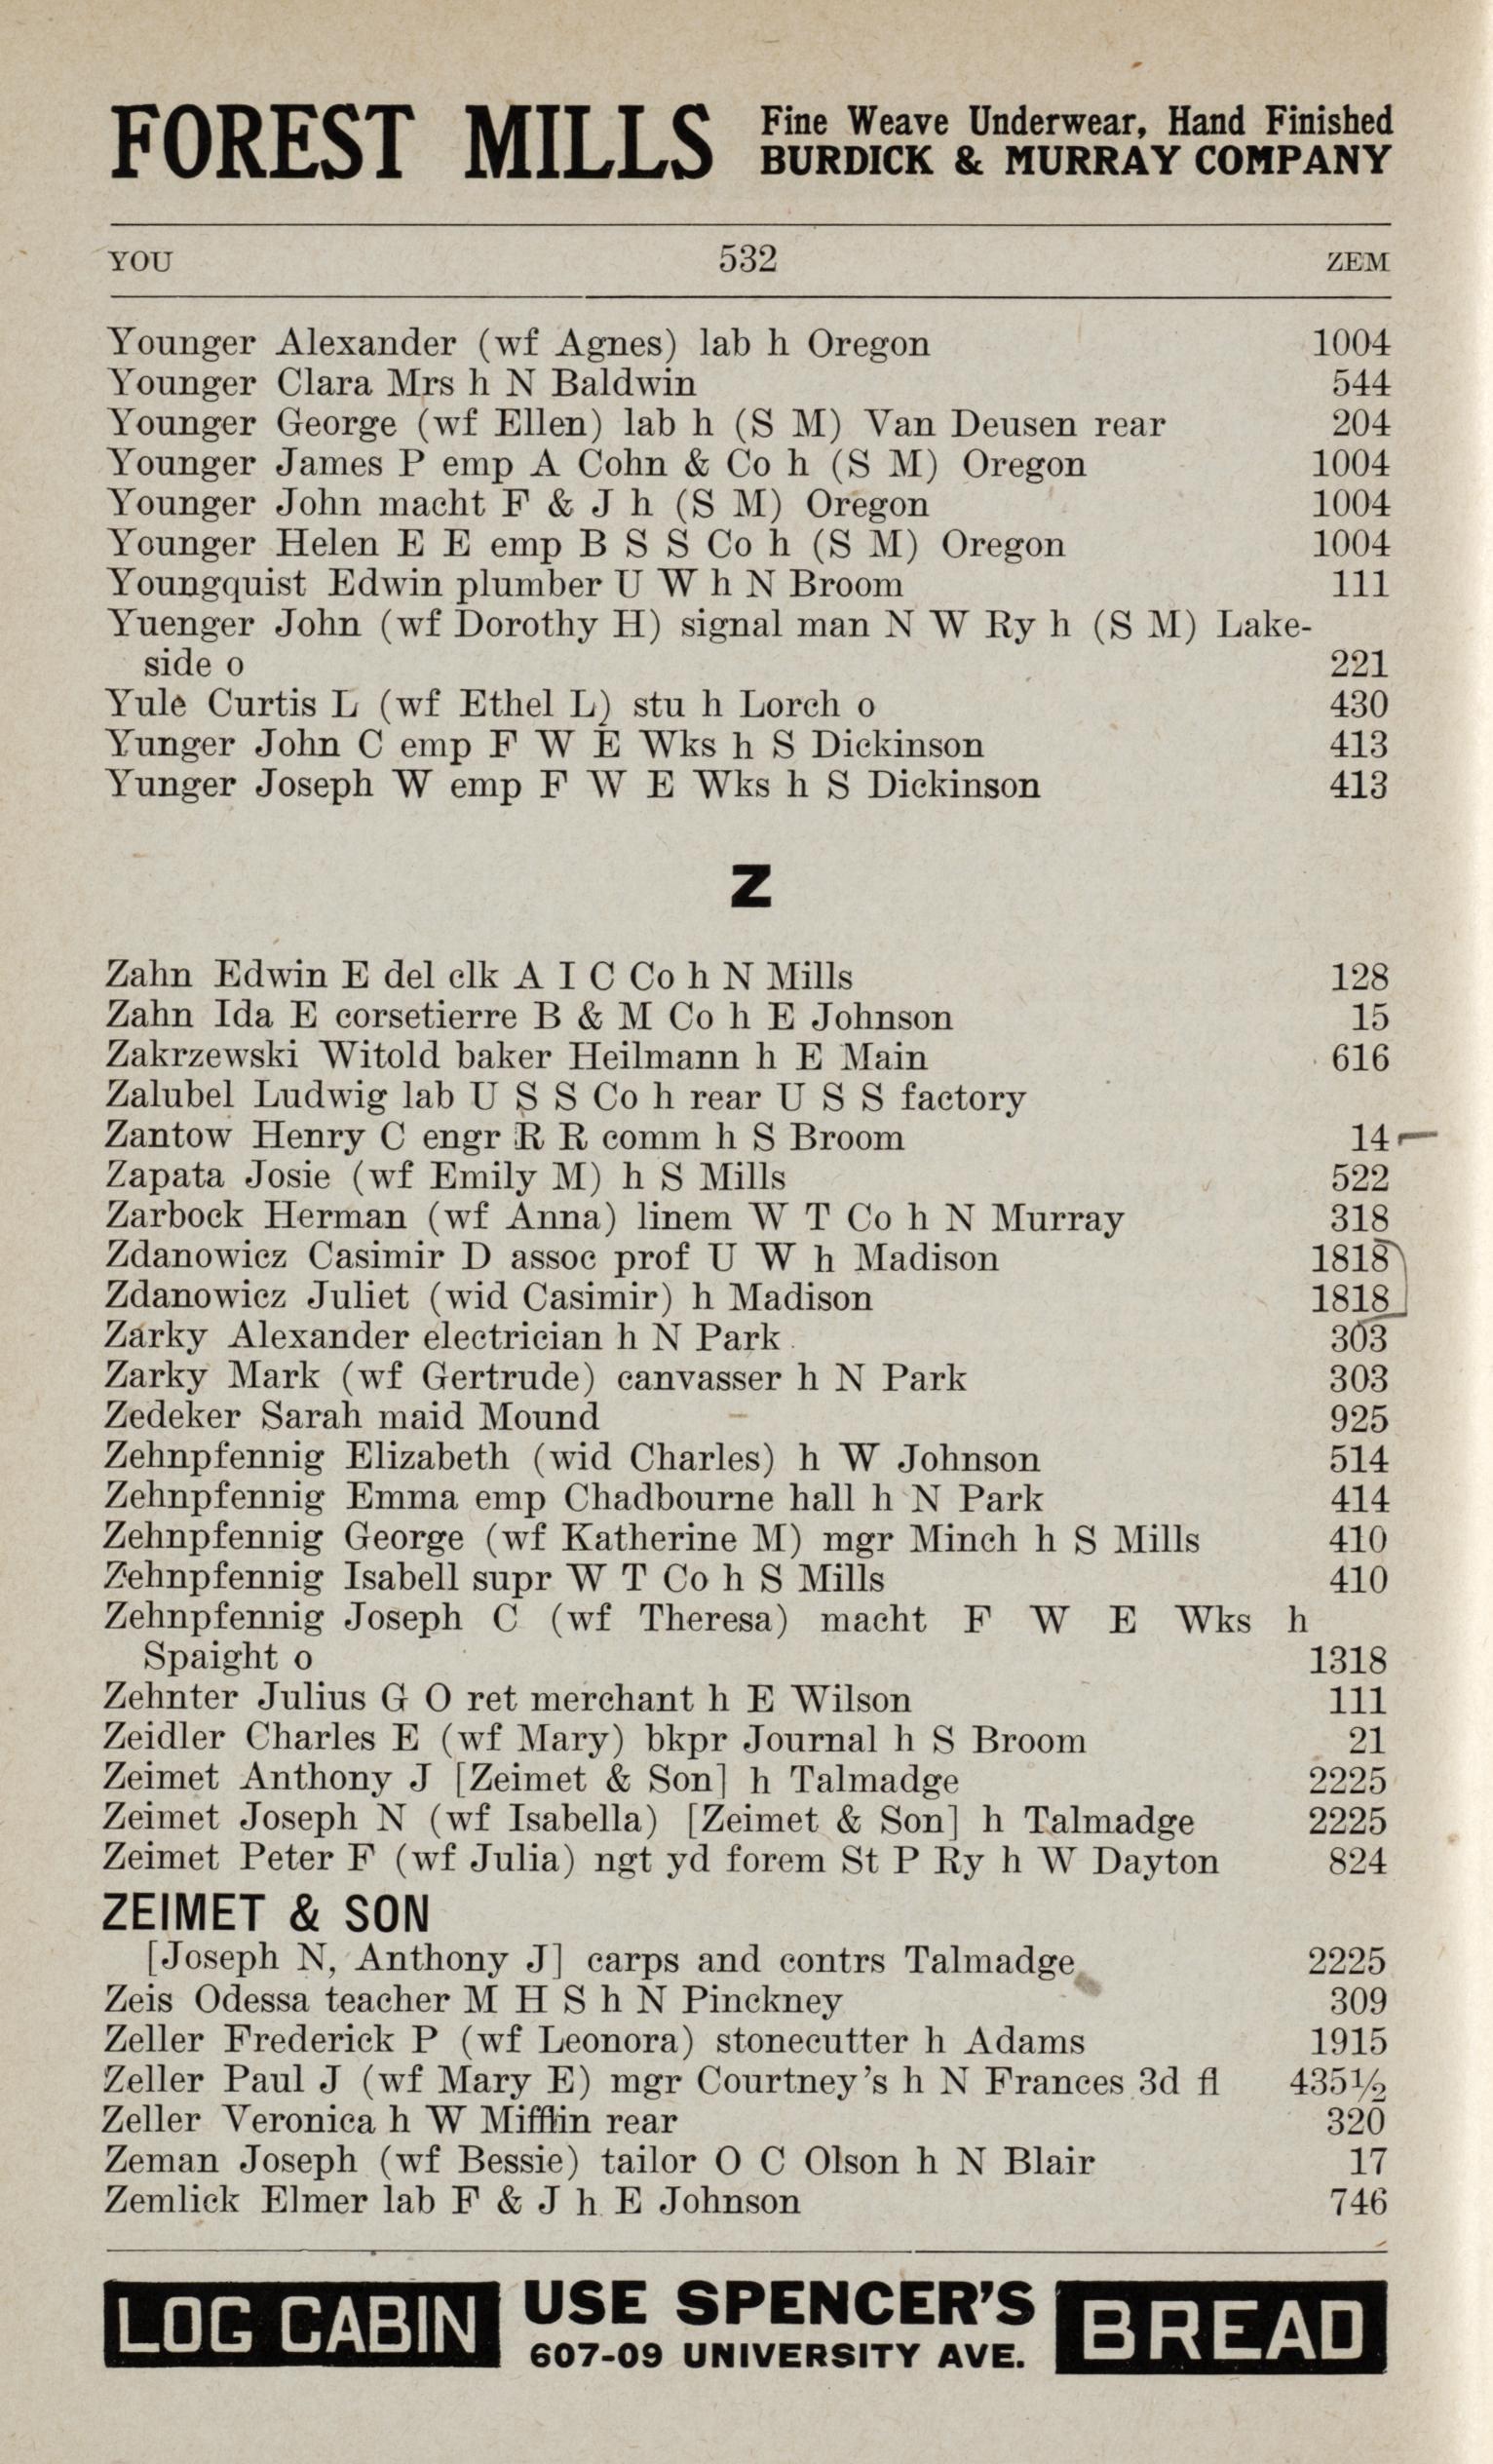 FOREST MILLS Fine Weave Underwear, Hand Finished
BURDICK & MURRAY COMPANY
YOU 532 ZEM
Younger Alexander (wf Agnes) lab h Oregon 1004
Younger Clara Mrs h N Baldwin 544
Younger George (wf Ellen) lab h (S M) Van Deusen rear 204
Younger James P emp A Cohn & Co h (S M) Oregon 1004
Younger John macht F & J h (S M) Oregon 1004
Younger Helen E E emp B S S Co h (S M) Oregon 1004
Youngquist Edwin plumber U W h N Broom 111
Yuenger John (wf Dorothy H) signal man N W Ry h (S M) Lake-
side o 221
Yule Curtis L (wf Ethel L) stu h Lorch o 430
Yunger John C emp F W E Wks h S Dickinson 413
Yunger Joseph W emp F W E Wks h S Dickinson 413
Z
Zahn Edwin E del clk A I C Co h N Mills 128
Zahn Ida E corsetierre B & M Co h E Johnson 15
Zakrzewski Witold baker Heilmann h E Main 616
Zalubel Ludwig lab U S S Co h rear U S S factory
Zantow Henry C engr R R comm h S Broom 14
Zapata Josie (wf Emily M) h S Mills 522
Zarbock Herman (wf Anna) linem W T Co h N Murray 318
Zdanowicz Casimir D assoc prof U W h Madison 1818
Zdanowicz Juliet (wid Casimir) h Madison 1818
Zarky Alexander electrician h N Park 303
Zarky Mark (wf Gertrude) canvasser h N Park 303
Zedeker Sarah maid Mound 925
Zehnpfennig Elizabeth (wid Charles) h W Johnson 514
Zehnpfennig Emma emp Chadbourne hall h N Park 414
Zehnpfennig George (wf Katherine M) mgr Minch h S Mills 410
Zehnpfennig Isabell supr W T Co h S Mills 410
Zehnpfennig Joseph C (wf Theresa) macht F W E Wks h
Spaight o 1318
Zehnter Julius G O ret merchant h E Wilson 111
Zeidler Charles E (wf Mary) bkpr Journal h S Broom 21
Zeimet Anthony J [Zeimet & Son] h Talmadge 2225
Zeimet Joseph N (wf Isabella) [Zeimet & Son] h Talmadge 2225
Zeimet Peter F (wf Julia) ngt yd forem St P Ry h W Dayton 824
ZEIMET & SON
[Joseph N, Anthony J] carps and contrs Talmadge 2225
Zeis Odessa teacher M H S h N Pinckney 309
Zeller Frederick P (wf Leonora) stonecutter h Adams 1915
Zeller Paul J (wf Mary E) mgr Courtney's h N Frances 3d fl 435½
Zeller Veronica h W Mifflin rear 320
Zeman Joseph (wf Bessie) tailor O C Olson h N Blair 17
Zemlick Elmer lab F & J h E Johnson 746
LOG CABIN USE SPENCER'S BREAD
607-09 UNIVERSITY AVE.